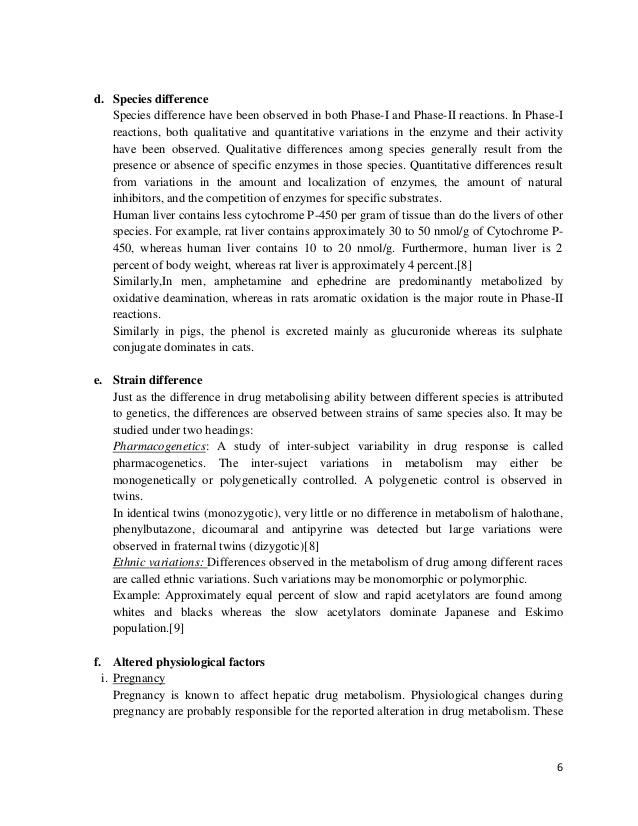 d. Species difference
Species difference have been observed in both Phase-I and Phase-II reactions. In Phase-I
reactions, both qualitative and quantitative variations in the enzyme and their activity
have been observed. Qualitative differences among species generally result from the
presence or absence of specific enzymes in those species. Quantitative differences result
from variations in the amount and localization of enzymes, the amount of natural
inhibitors, and the competition of enzymes for specific substrates.
Human liver contains less cytochrome P-450 per gram of tissue than do the livers of other
species. For example, rat liver contains approximately 30 to 50 nmol/g of Cytochrome P-
450, whereas human liver contains 10 to 20 nmol/g. Furthermore, human liver is 2
percent of body weight, whereas rat liver is approximately 4 percent.[8]
Similarly,In men, amphetamine and ephedrine are predominantly metabolized by
oxidative deamination, whereas in rats aromatic oxidation is the major route in Phase-II
reactions.
Similarly in pigs, the phenol is excreted mainly as glucuronide whereas its sulphate
conjugate dominates in cats.
e. Strain difference
Just as the difference in drug metabolising ability between different species is attributed
to genetics, the differences are observed between strains of same species also. It may be
studied under two headings:
Pharmacogenetics: A study of inter-subject variability in drug response is called
pharmacogenetics. The inter-suject variations in metabolism may either be
monogenetically or polygenetically controlled. A polygenetic control is observed in
twins.
In identical twins (monozygotic), very little or no difference in metabolism of halothane,
phenylbutazone, dicoumaral and antipyrine was detected but large variations were
observed in fraternal twins (dizygotic)[8]
Ethnic variations: Differences observed in the metabolism of drug among different races
are called ethnic variations. Such variations may be monomorphic or polymorphic.
Example: Approximately equal percent of slow and rapid acetylators are found among
whites and blacks whereas the slow acetylators dominate Japanese and Eskimo
population.[9]
f. Altered physiological factors
i. Pregnancy
Pregnancy is known to affect hepatic drug metabolism. Physiological changes during
pregnancy are probably responsible for the reported alteration in drug metabolism. These
6